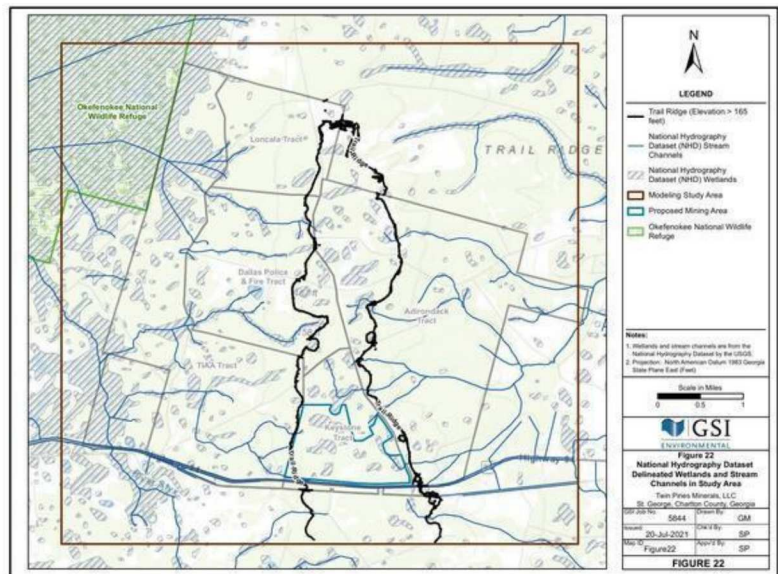 Okefenokee National
Wildlife Refuge
Loncala Tract
TRAIL RIDGE
Dallas Police
& Fire Tract
Adirondack
Tract
TIAA Tract
Keystone
Tract
Trail Ridge
N
LEGEND
Trail Ridge (Elevation > 165
feet)
National Hydrography
Dataset (NHD) Stream
Channels
National Hydrography
Dataset (NHD) Wetlands
Modeling Study Area
Proposed Mining Area
Okefenokee National Wildlife
Refuge
Notes:
1. Wetlands and stream channels are from the
National Hydrography Dataset by the USGS.
2. Projection: North American Datum 1983 Georgia
State Plane East (Feet)
Scale in Miles
0 0.5 1
GSI
ENVIRONMENTAL
Figure 22
National Hydrography Dataset
Delineated Wetlands and Stream
Channels in Study Area
Twin Pines Minerals, LLC
St. George, Charlton County, Georgia
GSI Job No. 5844 Drawn By: GM
Issued: 20-Jul-2021 Chk'd By: SP
Map ID: Figure22 Appv'd By: SP
FIGURE 22